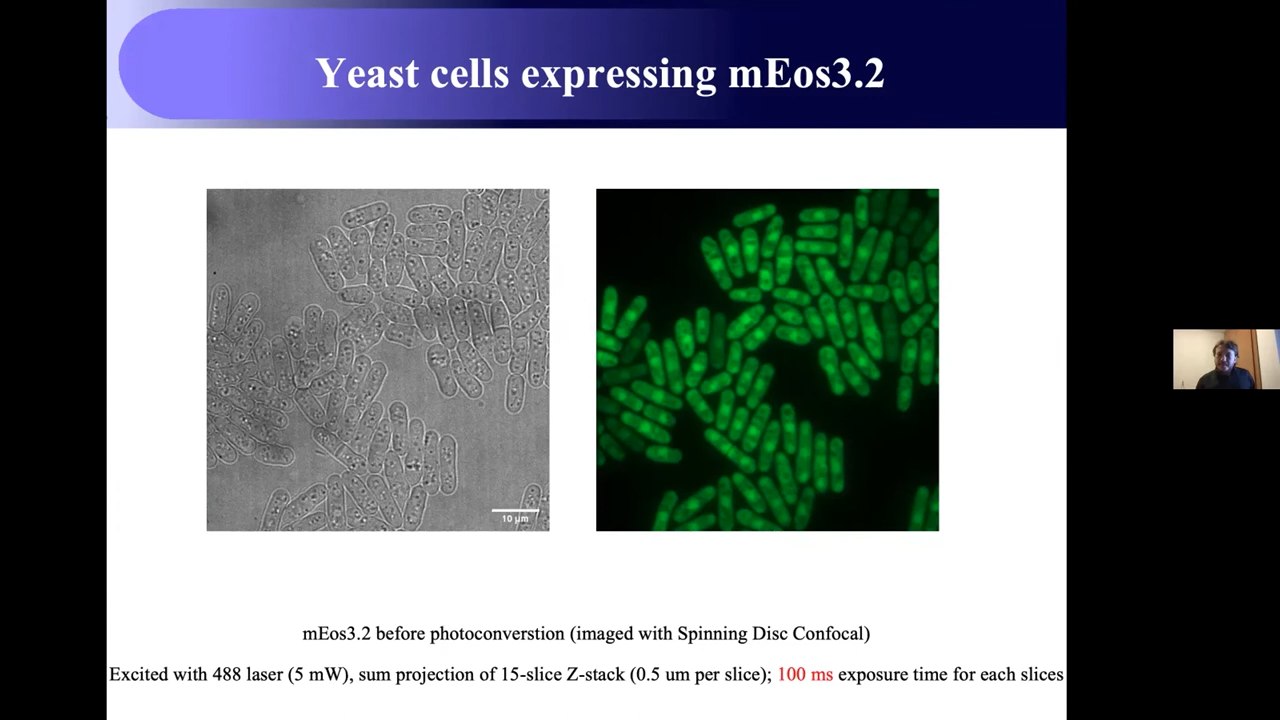 Yeast cells expressing mEos3.2
10 µm
mEos3.2 before photoconverstion (imaged with Spinning Disc Confocal)
Excited with 488 laser (5 mW), sum projection of 15-slice Z-stack (0.5 um per slice); 100 ms exposure time for each slices